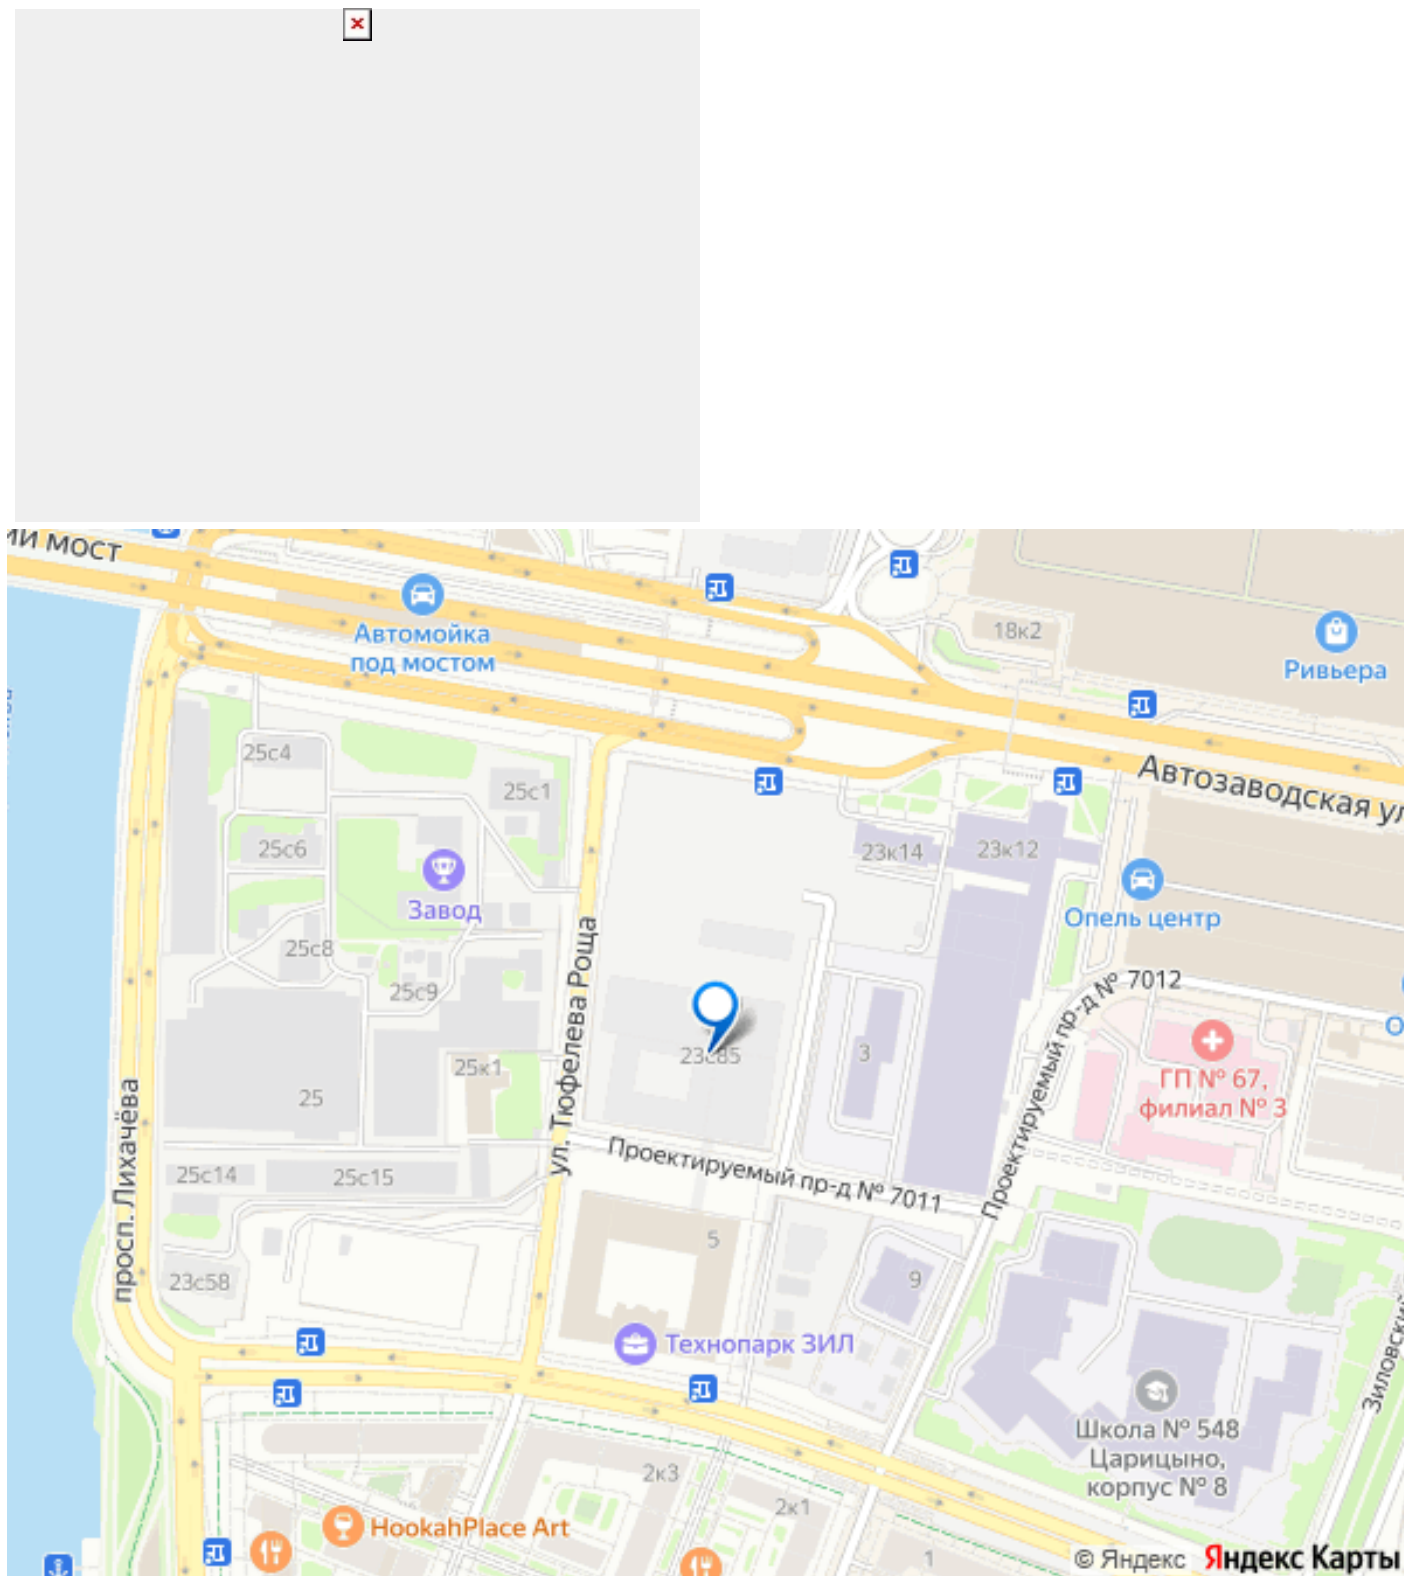 ий мост
Автомойка
под мостом
18к2
Ривьера
Автозаводская ул
25с4
25с1
25с6
23к14
23к12
Завод
Опель центр
25с8
25с9
Проектируемый пр-д № 7012
ул. Тюфелева Роща
23с85
3
25к1
25
ГП № 67,
филиал № 3
просп. Лихачёва
Проектируемый пр-д № 7011
25с14
25с15
5
23с58
9
Технопарк ЗИЛ
Зиловский
Школа № 548
Царицыно,
корпус № 8
2к3
2к1
HookahPlace Art
1
© Яндекс Яндекс Карты